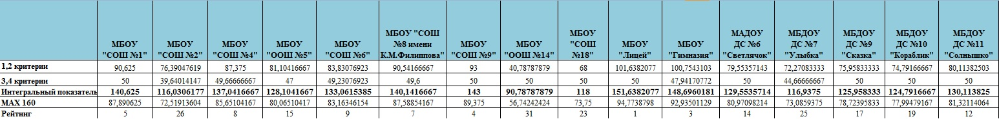 МБОУ "СОШ №1" МБОУ "СОШ №2" МБОУ "СОШ №4" МБОУ "ООШ №5" МБОУ "СОШ №6" МБОУ "СОШ №8 имени К.М.Филиппова" МБОУ "СОШ №9" МБОУ "ООШ №14" МБОУ "СОШ №18" МБОУ "Лицей" МБОУ "Гимназия" МАДОУ ДС №6 "Светлячок" МБДОУ ДС №7 "Улыбка" МБДОУ ДС №9 "Сказка" МБДОУ ДС №10 "Кораблик" МБДОУ ДС №11 "Солнышко"
1,2 критерии 90,625 76,39047619 87,375 81,10416667 83,83076923 90,54166667 93 40,78787879 68 101,6382077 100,7543103 79,55357143 72,27083333 75,95833333 74,79166667 80,11382503
3,4 критерии 50 39,64014147 49,66666667 47 49,23076923 49,6 50 50 50 50 47,94170772 50 44,66666667 50 50 50
Интегральный показатель 140,625 116,0306177 137,0416667 128,1041667 133,0615385 140,1416667 143 90,78787879 118 151,6382077 148,6960181 129,5535714 116,9375 125,958333 124,7916667 130,113825
MAX 160 87,890625 72,51913604 85,65104167 80,06510417 83,16346154 87,58854167 89,375 56,74242424 73,75 94,7738798 92,93501129 80,97098214 73,0859375 78,72395833 77,99479167 81,32114064
Рейтинг 5 26 8 15 9 7 4 31 23 1 3 14 25 17 19 12